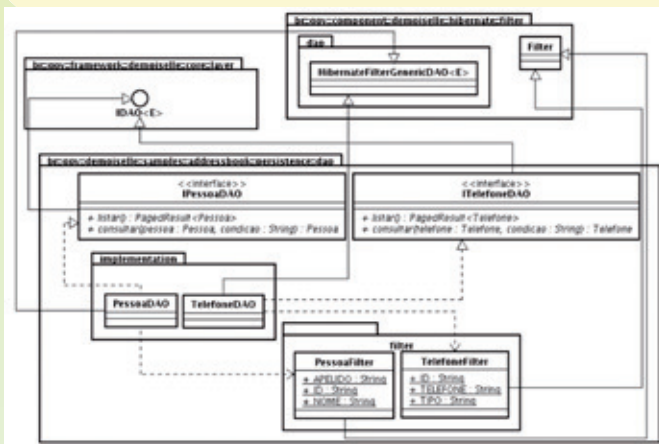 br::gov::component::demoiselle::hibernate::filter
dao
HibernateFilterGenericDAO<E>
Filter
br::gov::framework::demoiselle::core::layer
IDAO<E>
br::gov::demoiselle::samples::addressbook::persistence::dao
<<interface>>
IPessoaDAO
+ listar() : PagedResult<Pessoa>
+ consultar(pessoa : Pessoa, condicao : String) : Pessoa
<<interface>>
ITelefoneDAO
+ listar() : PagedResult<Telefone>
+ consultar(telefone : Telefone, condicao : String) : Telefone
implementation
PessoaDAO
TelefoneDAO
filter
PessoaFilter
+ APELIDO : String
+ ID : String
+ NOME : String
TelefoneFilter
+ ID : String
+ TELEFONE : String
+ TIPO : String